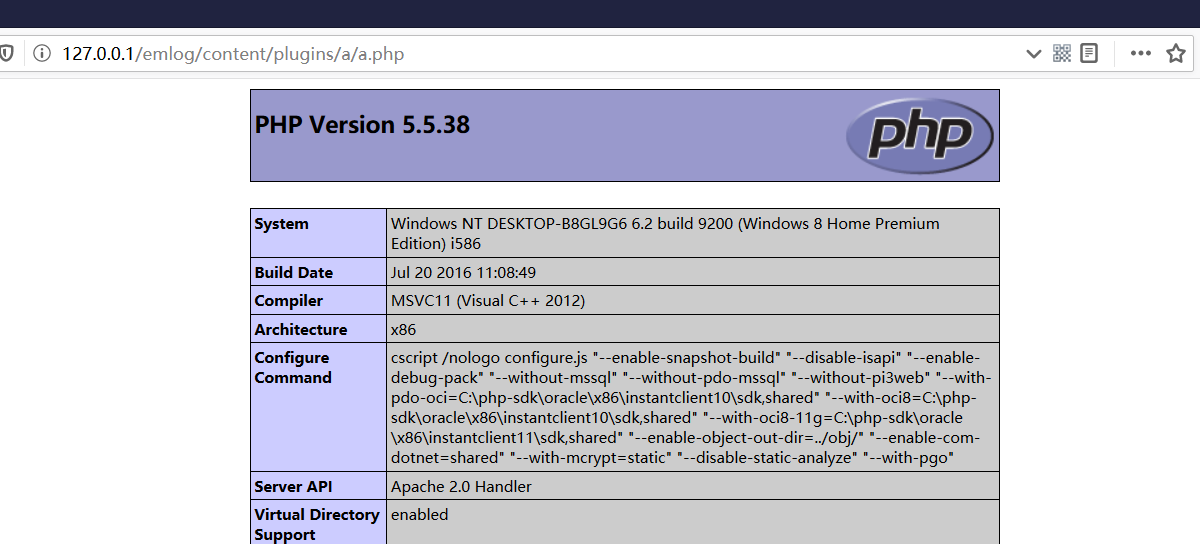 127.0.0.1/emlog/content/plugins/a/a.php
PHP Version 5.5.38
php
System
Windows NT DESKTOP-B8GL9G6 6.2 build 9200 (Windows 8 Home Premium
Edition) i586
Build Date
Jul 20 2016 11:08:49
Compiler
MSVC11 (Visual C++ 2012)
Architecture
x86
Configure
Command
cscript /nologo configure.js "--enable-snapshot-build" "--disable-isapi" "--enable-
debug-pack" "--without-mssql" "--without-pdo-mssql" "--without-pi3web" "--with-
pdo-oci=C:\php-sdk\oracle\x86\instantclient10\sdk,shared" "--with-oci8=C:\php-
sdk\oracle\x86\instantclient10\sdk,shared" "--with-oci8-11g=C:\php-sdk\oracle
\x86\instantclient11\sdk,shared" "--enable-object-out-dir=../obj/" "--enable-com-
dotnet=shared" "--with-mcrypt=static" "--disable-static-analyze" "--with-pgo"
Server API
Apache 2.0 Handler
Virtual Directory
Support
enabled